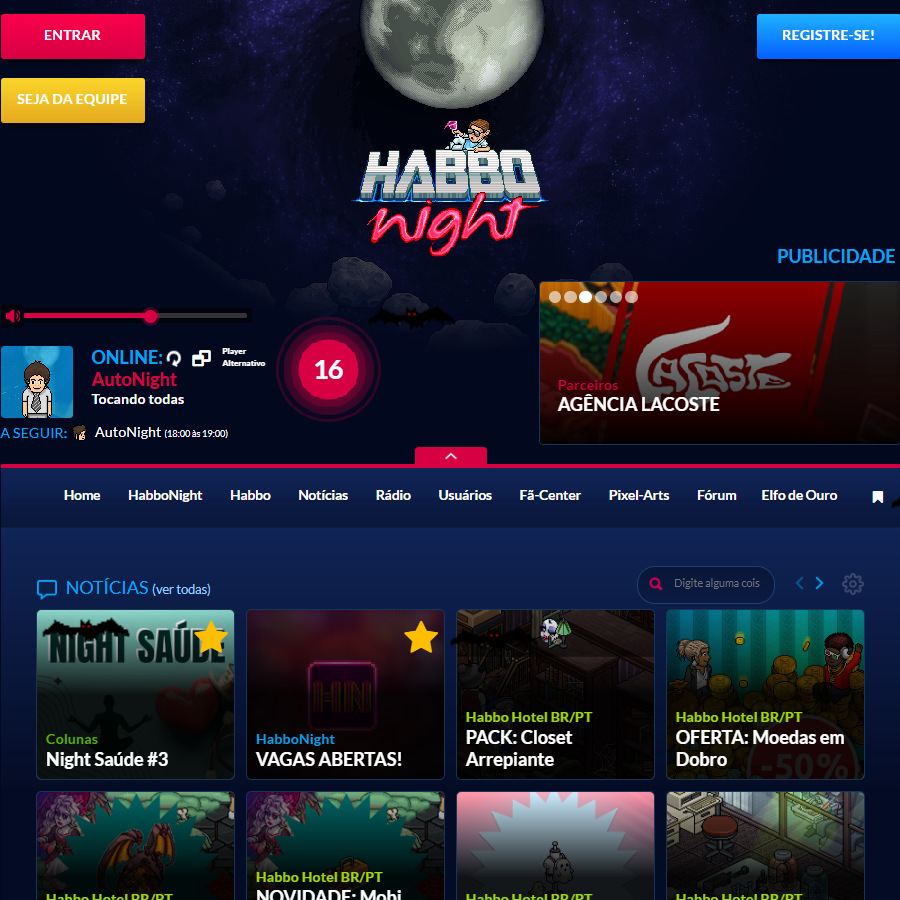 ENTRAR
REGISTRE-SE!
SEJA DA EQUIPE
HABBO
night
PUBLICIDADE
ONLINE:
Player
Alternativo
AutoNight
Tocando todas
16
A SEGUIR: AutoNight (18:00 às 19:00)
LACOSTE
Parceiros
AGÊNCIA LACOSTE
Home
HabboNight
Habbo
Notícias
Rádio
Usuários
Fã-Center
Pixel-Arts
Fórum
Elfo de Ouro
NOTÍCIAS (ver todas)
Digite alguma cois
NIGHT SAÚDE
Colunas
Night Saúde #3
HN
HabboNight
VAGAS ABERTAS!
Habbo Hotel BR/PT
PACK: Closet
Arrepiante
Habbo Hotel BR/PT
OFERTA: Moedas em
Dobro
-50%
Habbo Hotel BR/PT
Habbo Hotel BR/PT
NOVIDADE: Mobi
Habbo Hotel BR/PT
Habbo Hotel BR/PT